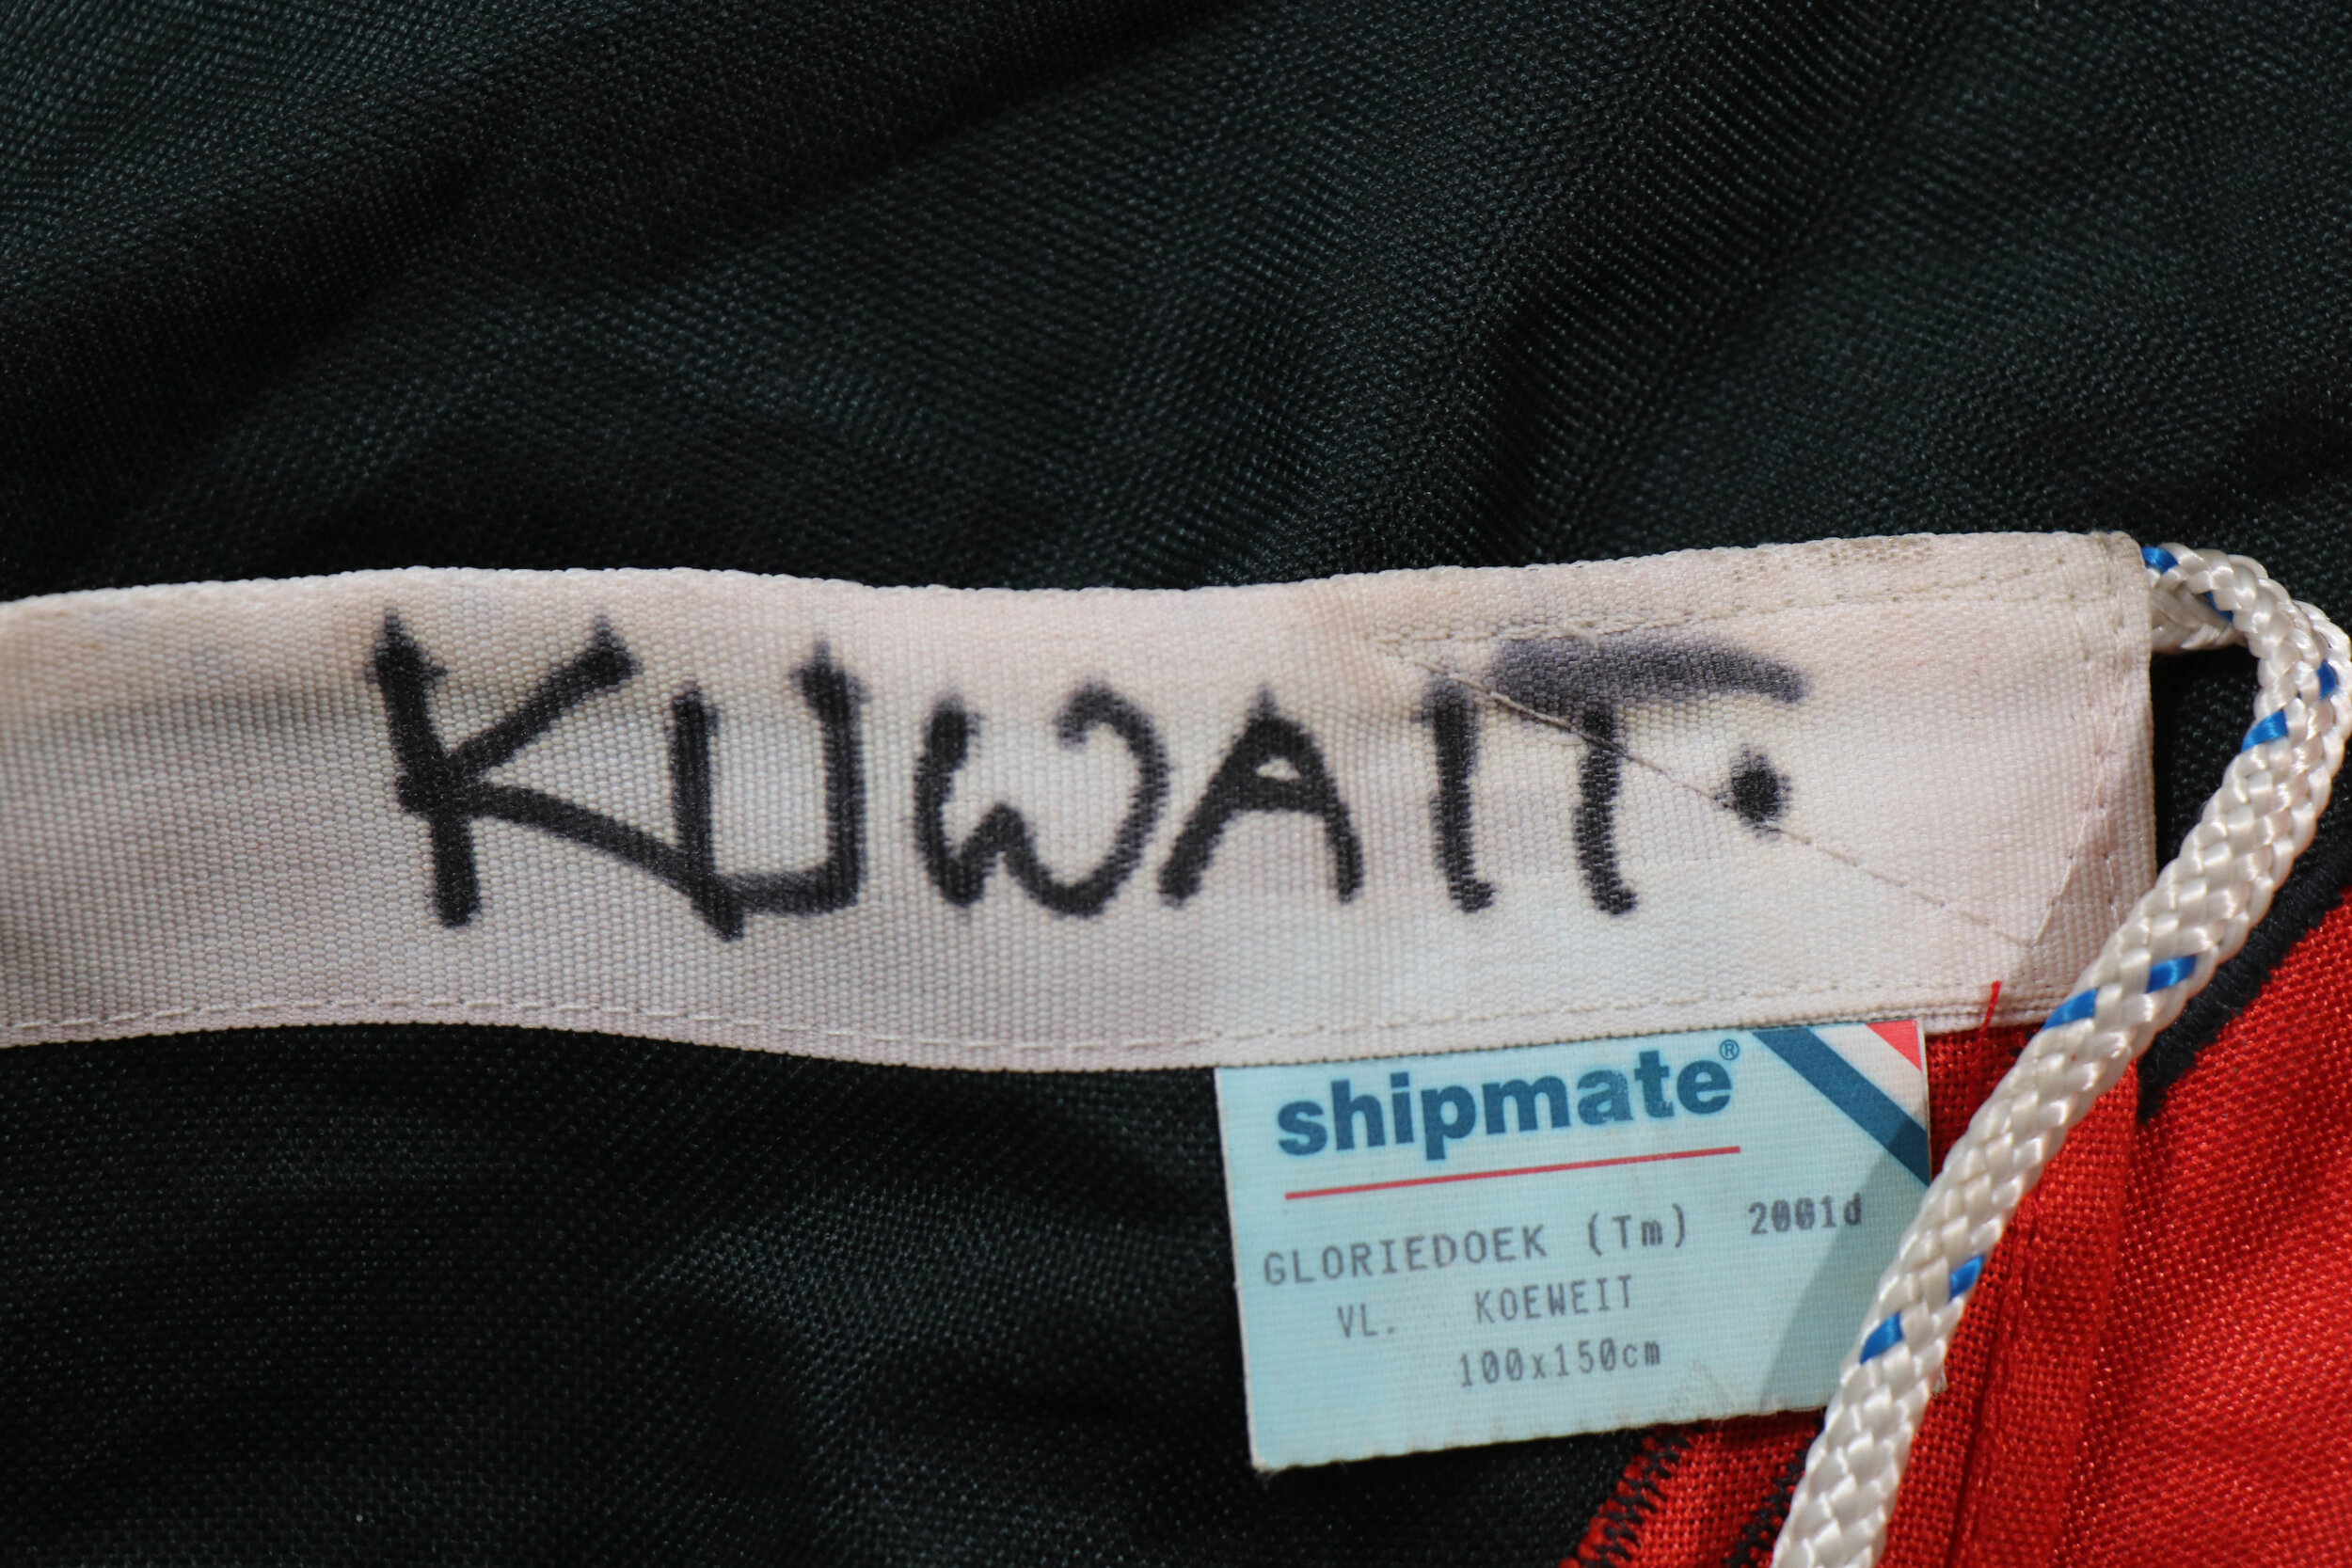 KUWAIT.
shipmate®
GLORIEDOEK (Tm) 2001d
VL. KOEWEIT
100x150cm